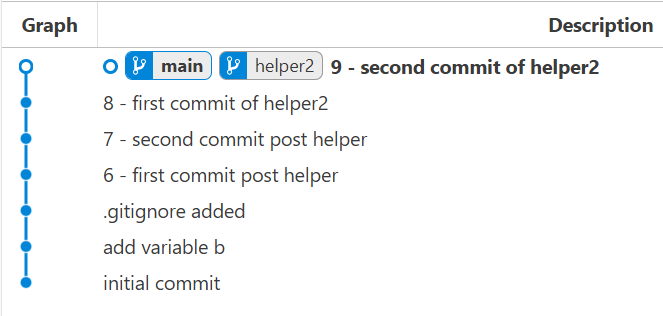 Graph Description
main helper2 9 - second commit of helper2
8 - first commit of helper2
7 - second commit post helper
6 - first commit post helper
.gitignore added
add variable b
initial commit